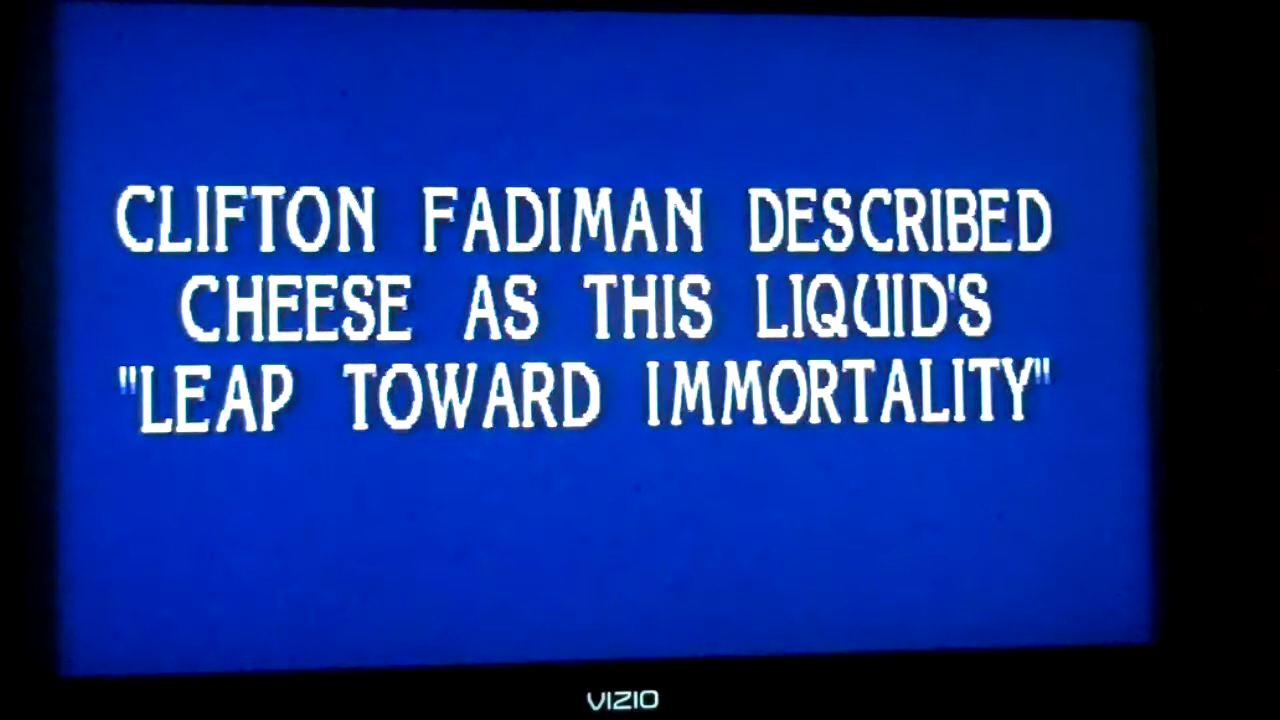 CLIFTON FADIMAN DESCRIBED
CHEESE AS THIS LIQUID'S
"LEAP TOWARD IMMORTALITY"
VIZIO